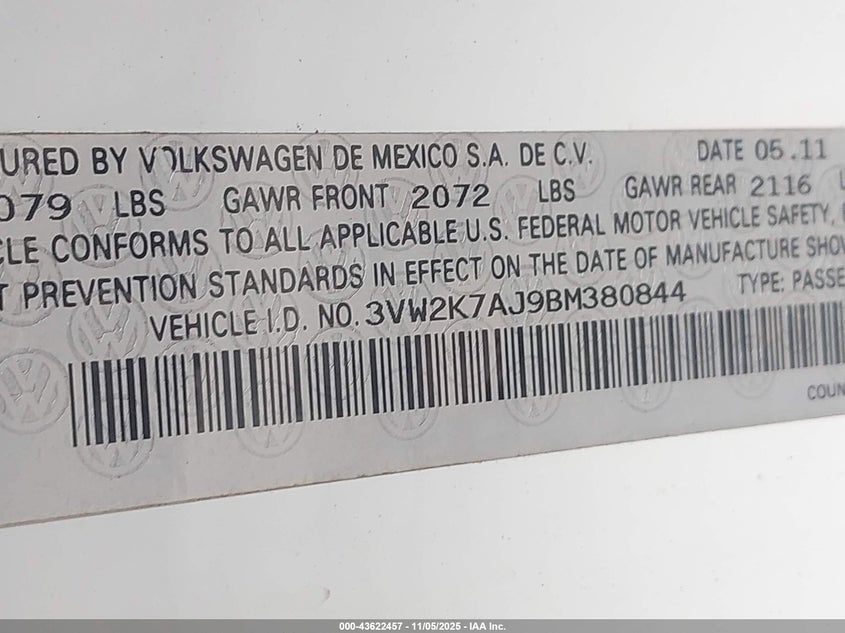 URED BY VOLKSWAGEN DE MEXICO S.A. DE C.V. DATE 05.11
079 LBS GAWR FRONT 2072 LBS GAWR REAR 2116 L
CLE CONFORMS TO ALL APPLICABLE U.S. FEDERAL MOTOR VEHICLE SAFETY,
T PREVENTION STANDARDS IN EFFECT ON THE DATE OF MANUFACTURE SHOW
VEHICLE I.D. NO. 3VW2K7AJ9BM380844 TYPE: PASSE
COUN
000-43622457 - 11/05/2025 - IAA Inc.